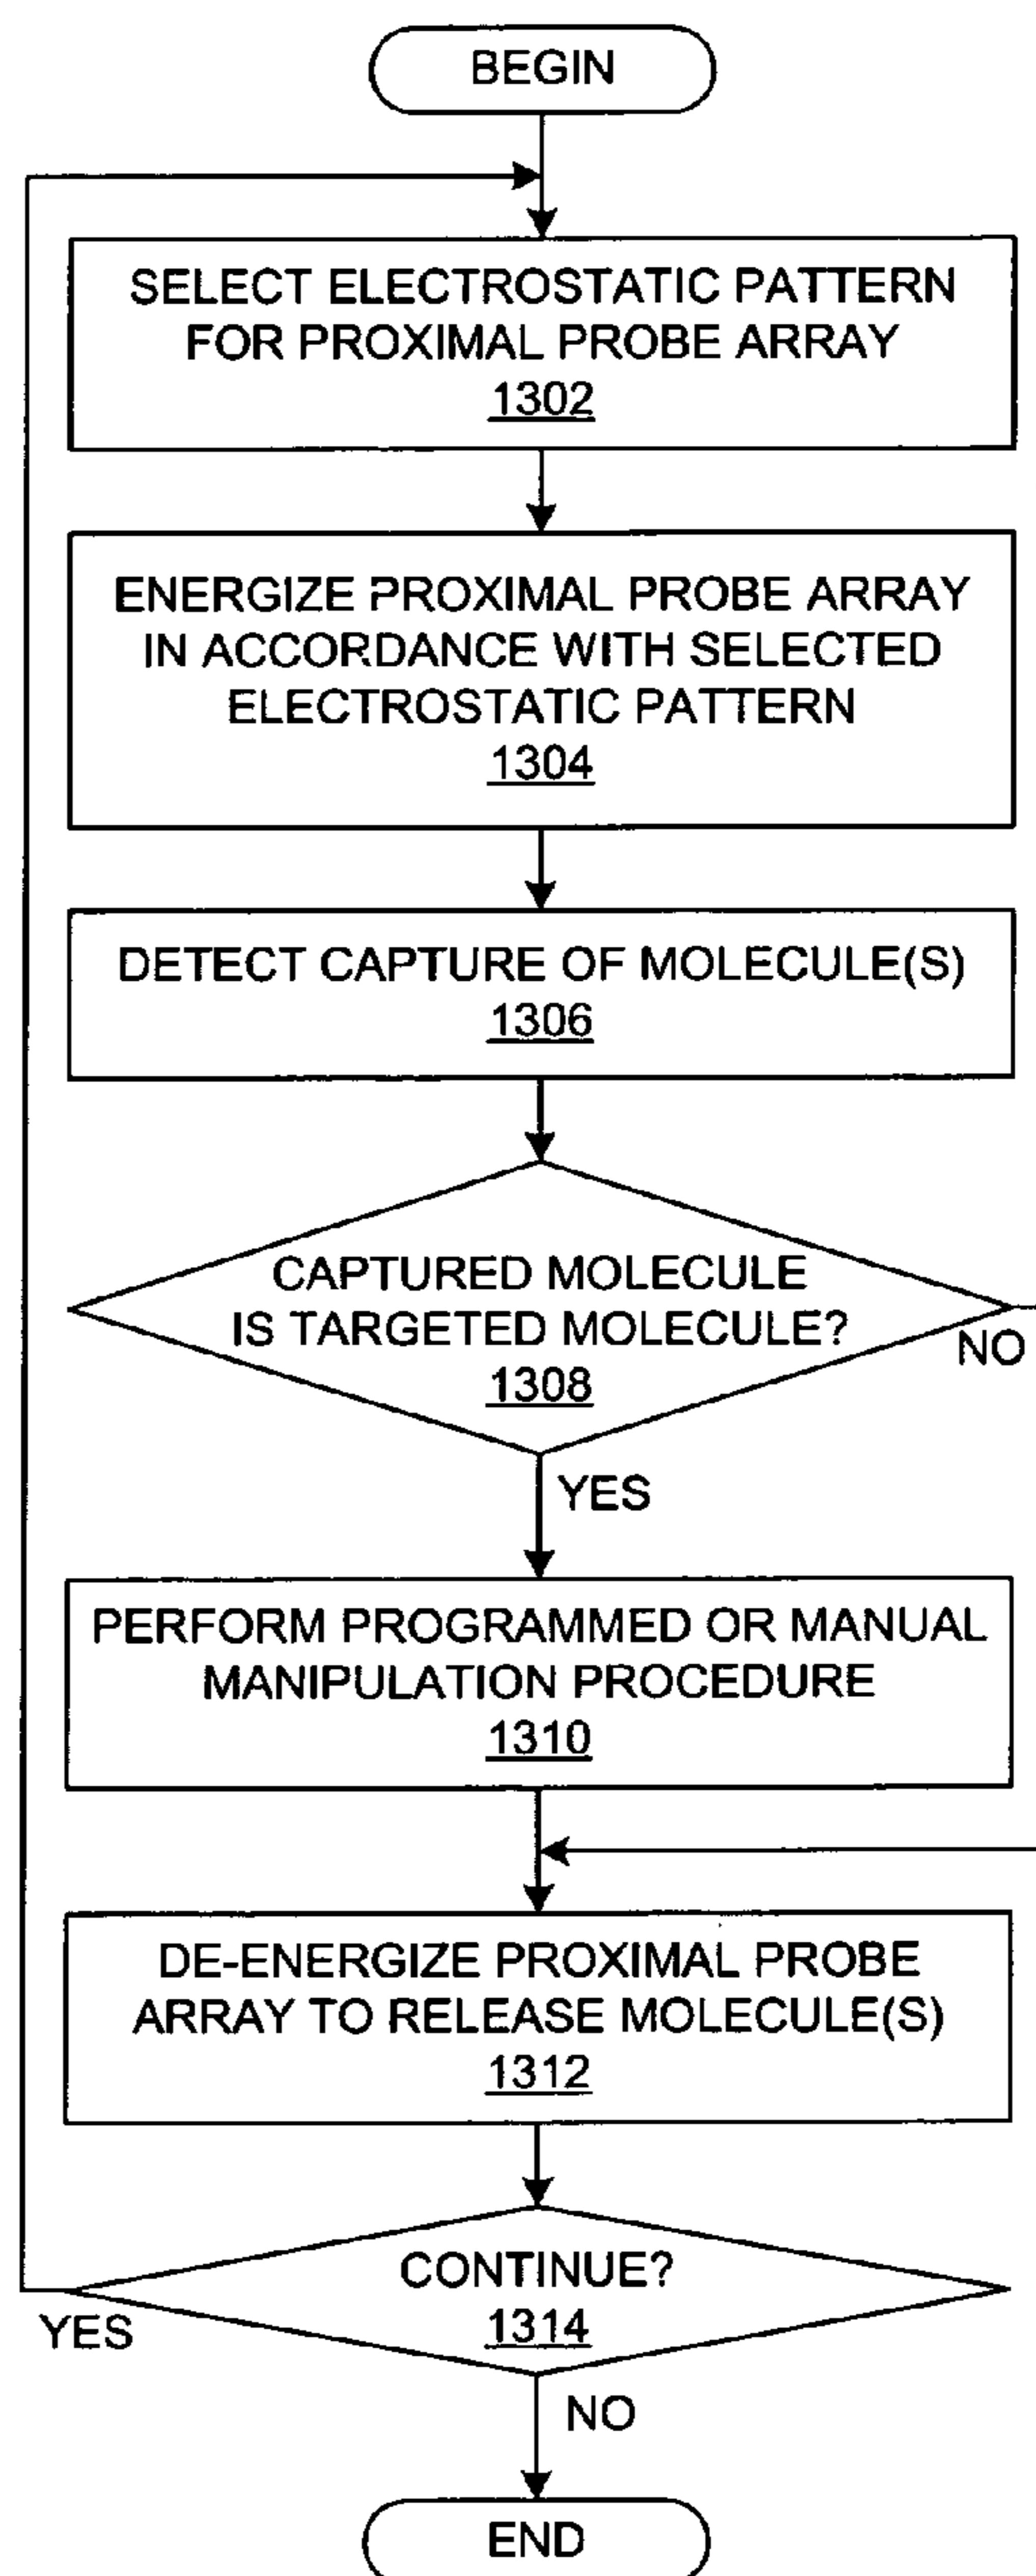 BEGIN
SELECT ELECTROSTATIC PATTERN
FOR PROXIMAL PROBE ARRAY
1302
ENERGIZE PROXIMAL PROBE ARRAY
IN ACCORDANCE WITH SELECTED
ELECTROSTATIC PATTERN
1304
DETECT CAPTURE OF MOLECULE(S)
1306
CAPTURED MOLECULE
IS TARGETED MOLECULE?
1308
NO
YES
PERFORM PROGRAMMED OR MANUAL
MANIPULATION PROCEDURE
1310
DE-ENERGIZE PROXIMAL PROBE
ARRAY TO RELEASE MOLECULE(S)
1312
CONTINUE?
1314
YES
NO
END